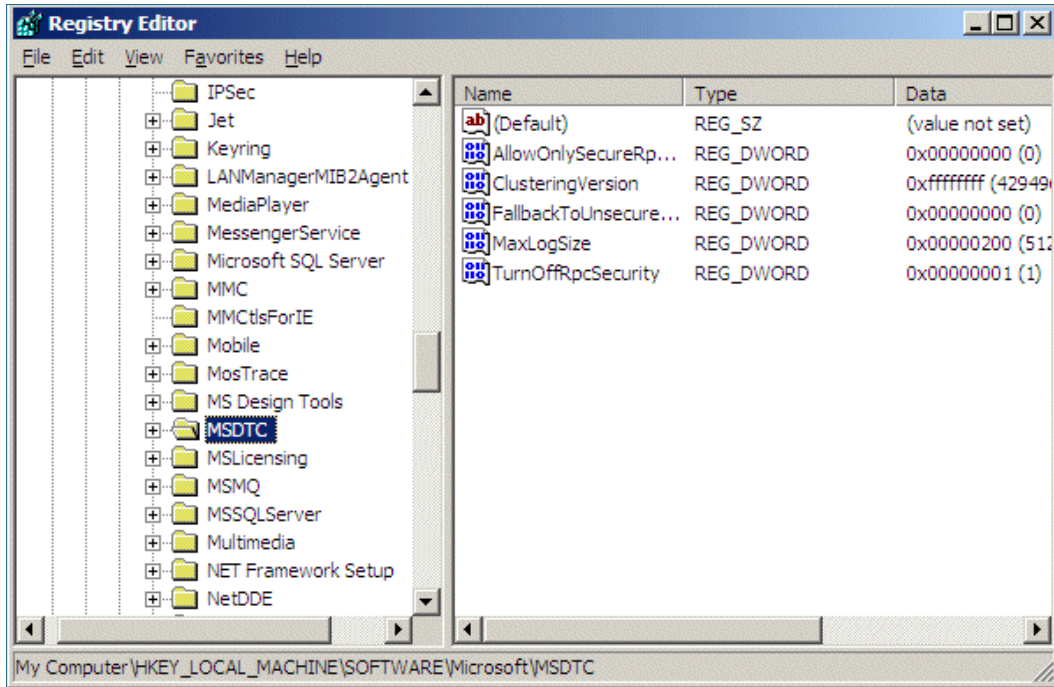 Registry Editor
File Edit View Favorites Help
IPSec
Jet
Keyring
LANManagerMIB2Agent
MediaPlayer
MessengerService
Microsoft SQL Server
MMC
MMCtlsForIE
Mobile
MosTrace
MS Design Tools
MSDTC
MSLicensing
MSMQ
MSSQLServer
Multimedia
NET Framework Setup
NetDDE
Name Type Data
ab (Default) REG_SZ (value not set)
AllowOnlySecureRp... REG_DWORD 0x00000000 (0)
ClusteringVersion REG_DWORD 0xffffffff (42949
FallbackToUnsecure... REG_DWORD 0x00000000 (0)
MaxLogSize REG_DWORD 0x00000200 (512
TurnOffRpcSecurity REG_DWORD 0x00000001 (1)
My Computer\HKEY_LOCAL_MACHINE\SOFTWARE\Microsoft\MSDTC